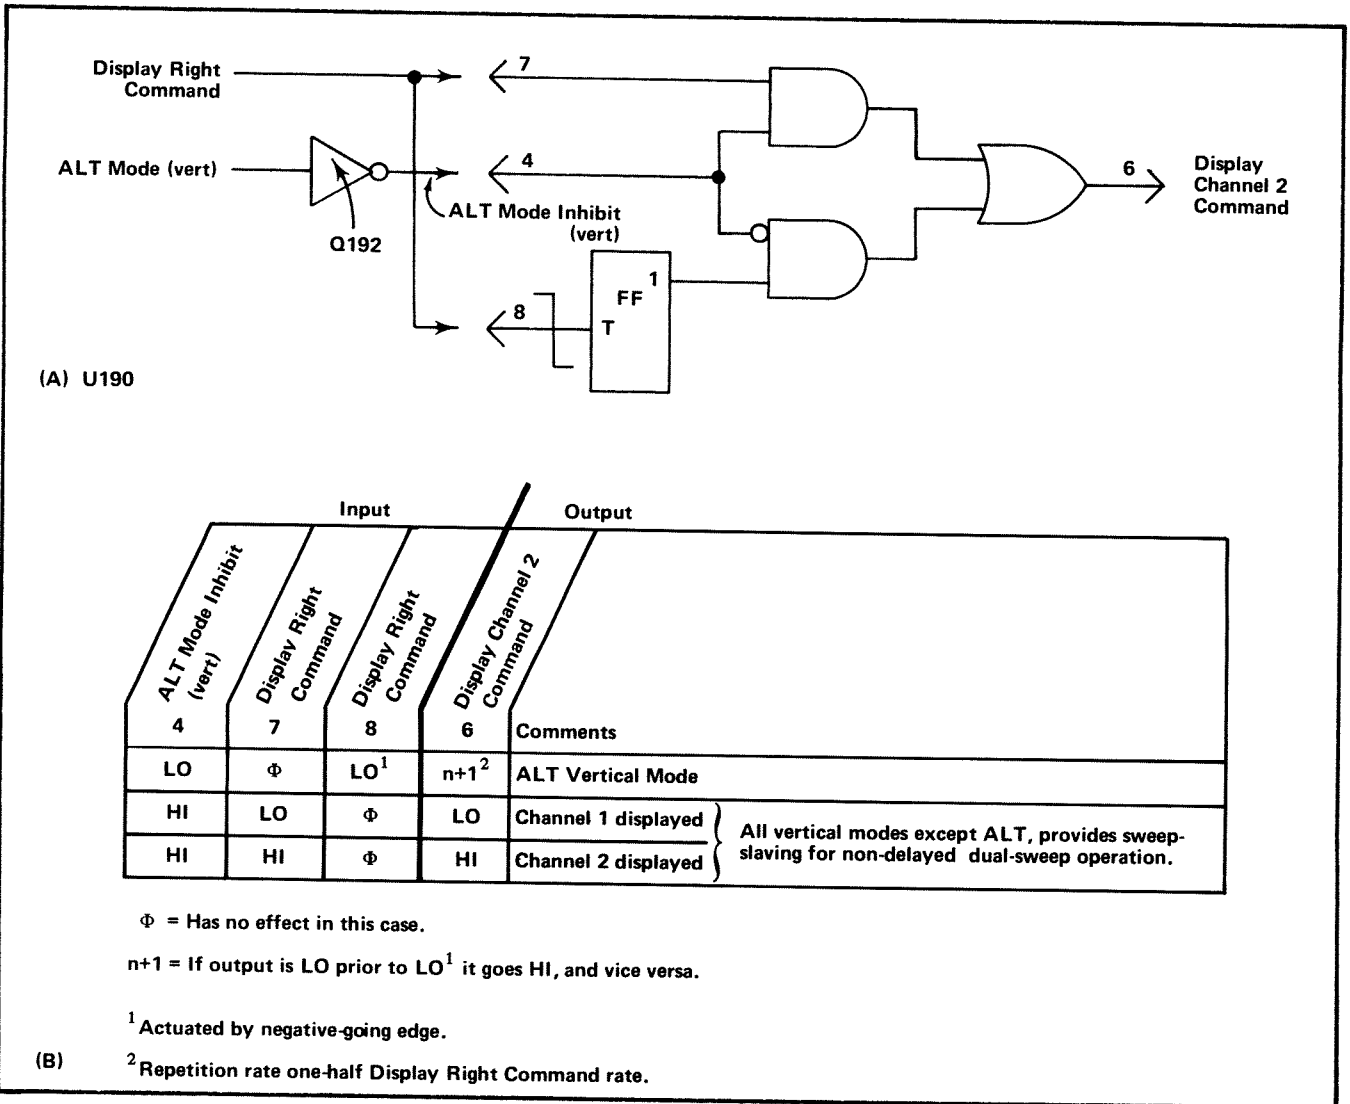 Display Right
Command
7
ALT Mode (vert)
4
ALT Mode Inhibit
(vert)
Q192
6
Display
Channel 2
Command
1
FF
8
T
(A) U190
Input
Output
ALT Mode Inhibit
(vert)
Display Right
Command
Display Right
Command
Display Channel 2
Command
4 7 8 6 Comments
LO Φ LO¹ n+1² ALT Vertical Mode
HI LO Φ LO Channel 1 displayed
HI HI Φ HI Channel 2 displayed
All vertical modes except ALT, provides sweep-
slaving for non-delayed dual-sweep operation.
Φ = Has no effect in this case.
n+1 = If output is LO prior to LO¹ it goes HI, and vice versa.
¹ Actuated by negative-going edge.
(B)
² Repetition rate one-half Display Right Command rate.